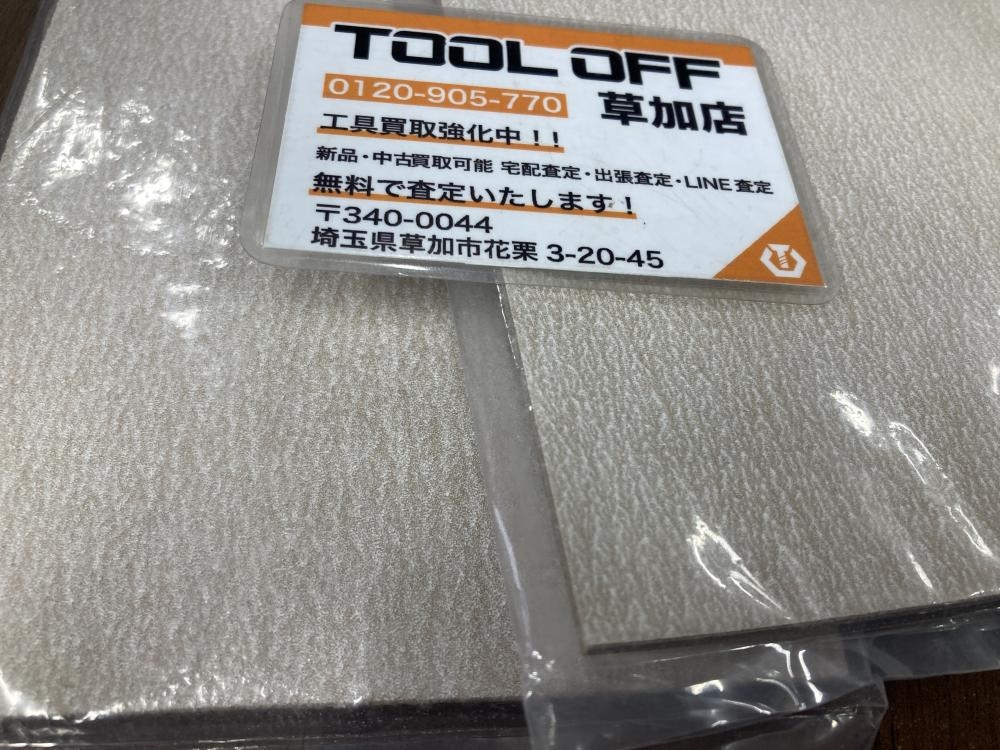 TOOL OFF
0120-905-770
草加店
工具買取強化中!!
新品・中古買取可能 宅配査定・出張査定・LINE査定
無料で査定いたします!
〒340-0044
埼玉県草加市花栗 3-20-45